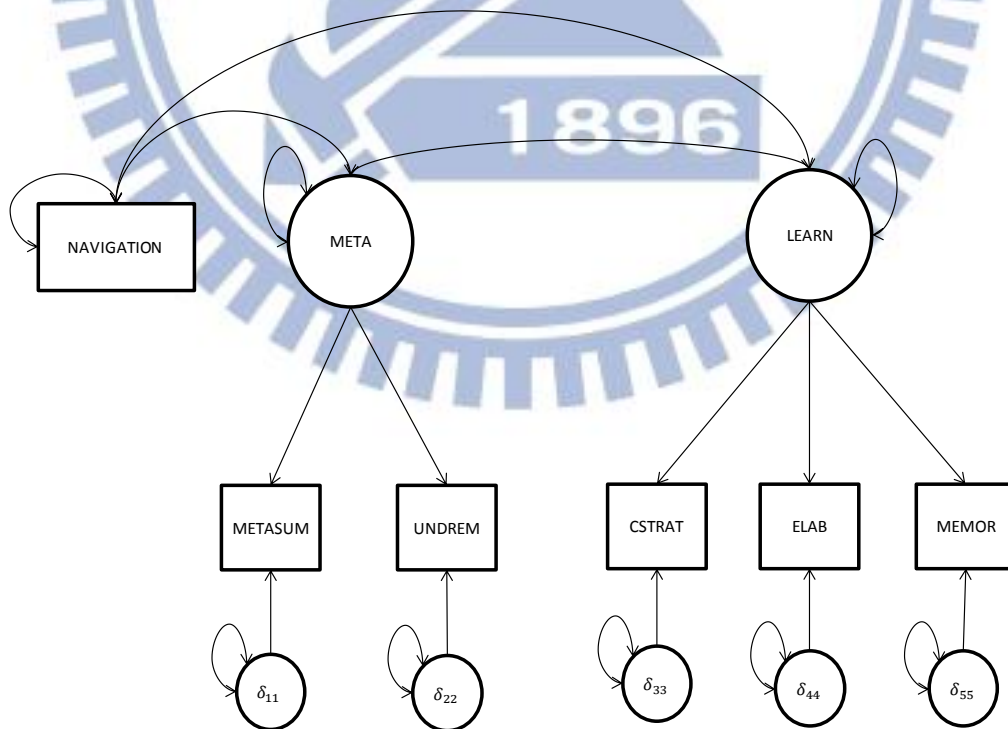 1896
NAVIGATION
META
LEARN
METASUM
UNDREM
CSTRAT
ELAB
MEMOR
δ₁₁
δ₂₂
δ₃₃
δ₄₄
δ₅₅